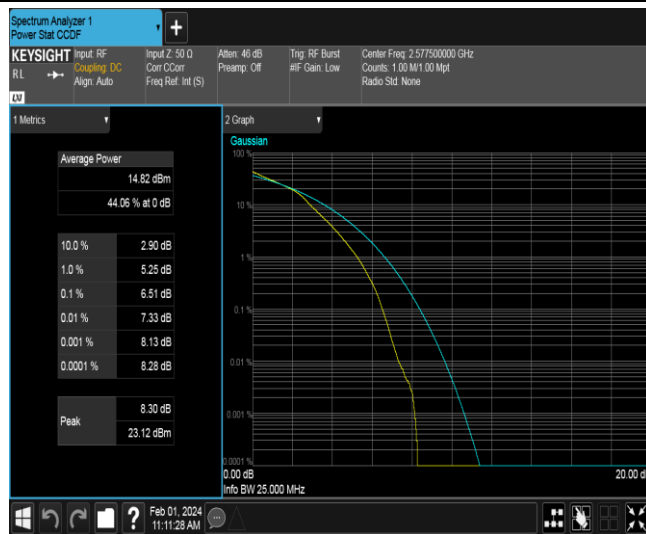 Spectrum Analyzer 1
Power Stat CCDF
+
KEYSIGHT
RL
LXI
Input: RF
Coupling: DC
Align: Auto
Input Z: 50 Ω
Corr CCorr
Freq Ref: Int (S)
Atten: 46 dB
Preamp: Off
Trig: RF Burst
#IF Gain: Low
Center Freq: 2.577500000 GHz
Counts: 1.00 M/1.00 Mpt
Radio Std: None
1 Metrics
Average Power
14.82 dBm
44.06 % at 0 dB
10.0 % 2.90 dB
1.0 % 5.25 dB
0.1 % 6.51 dB
0.01 % 7.33 dB
0.001 % 8.13 dB
0.0001 % 8.28 dB
Peak
8.30 dB
23.12 dBm
2 Graph
Gaussian
100 %
10 %
1 %
0.1 %
0.01 %
0.001 %
0.0001 %
0.00 dB
20.00 d
Info BW 25.000 MHz
?
Feb 01, 2024
11:11:28 AM